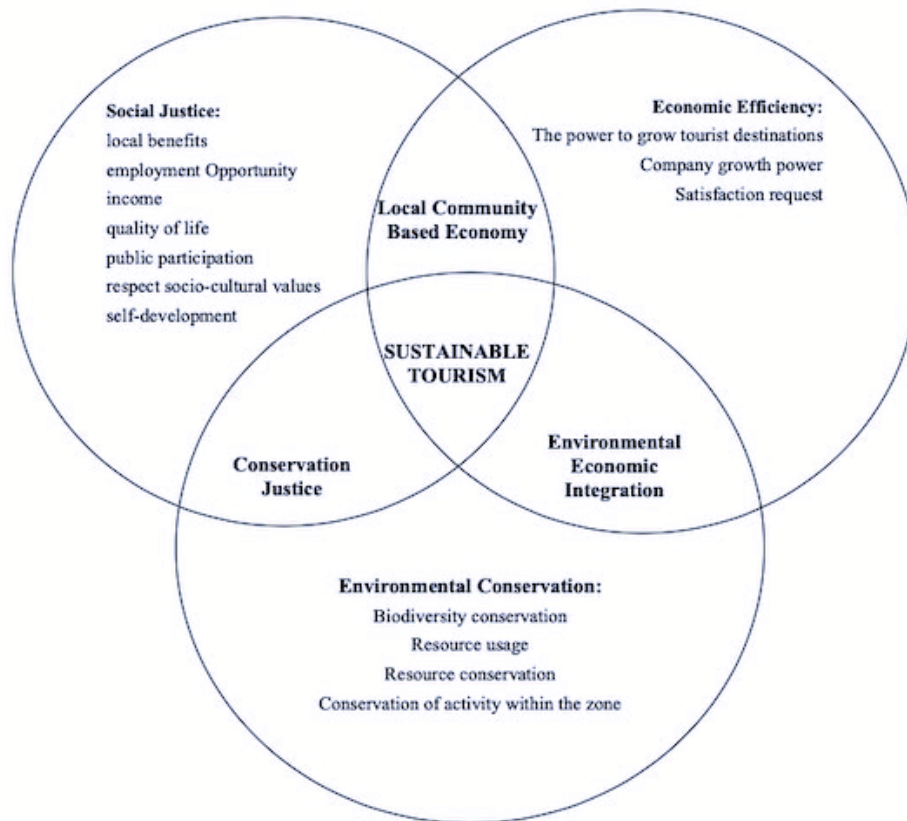 Social Justice:
local benefits
employment Opportunity
income
quality of life
public participation
respect socio-cultural values
self-development
Economic Efficiency:
The power to grow tourist destinations
Company growth power
Satisfaction request
Local Community
Based Economy
SUSTAINABLE
TOURISM
Conservation
Justice
Environmental
Economic
Integration
Environmental Conservation:
Biodiversity conservation
Resource usage
Resource conservation
Conservation of activity within the zone